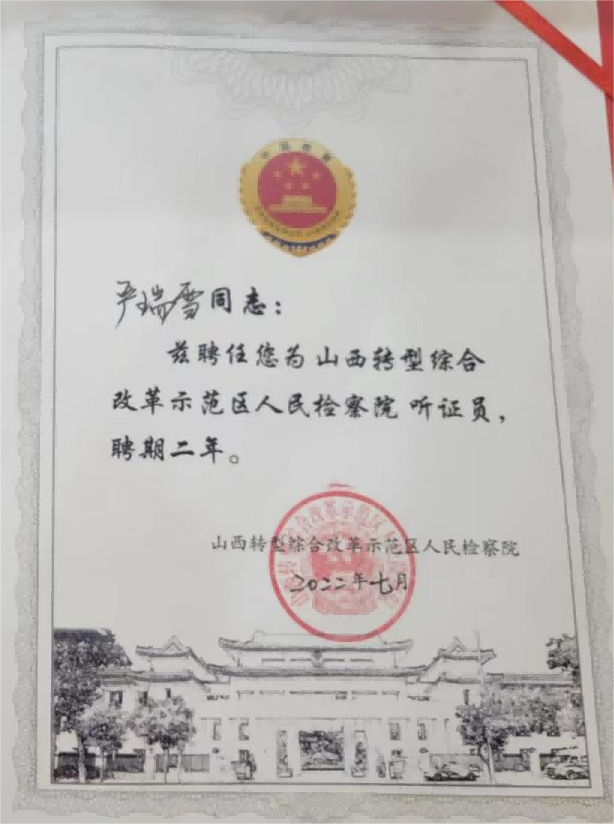 严瑞雪同志：
兹聘任您为山西转型综合
改革示范区人民检察院听证员，
聘期二年。
山西转型综合改革示范区人民检察院
2022年七月